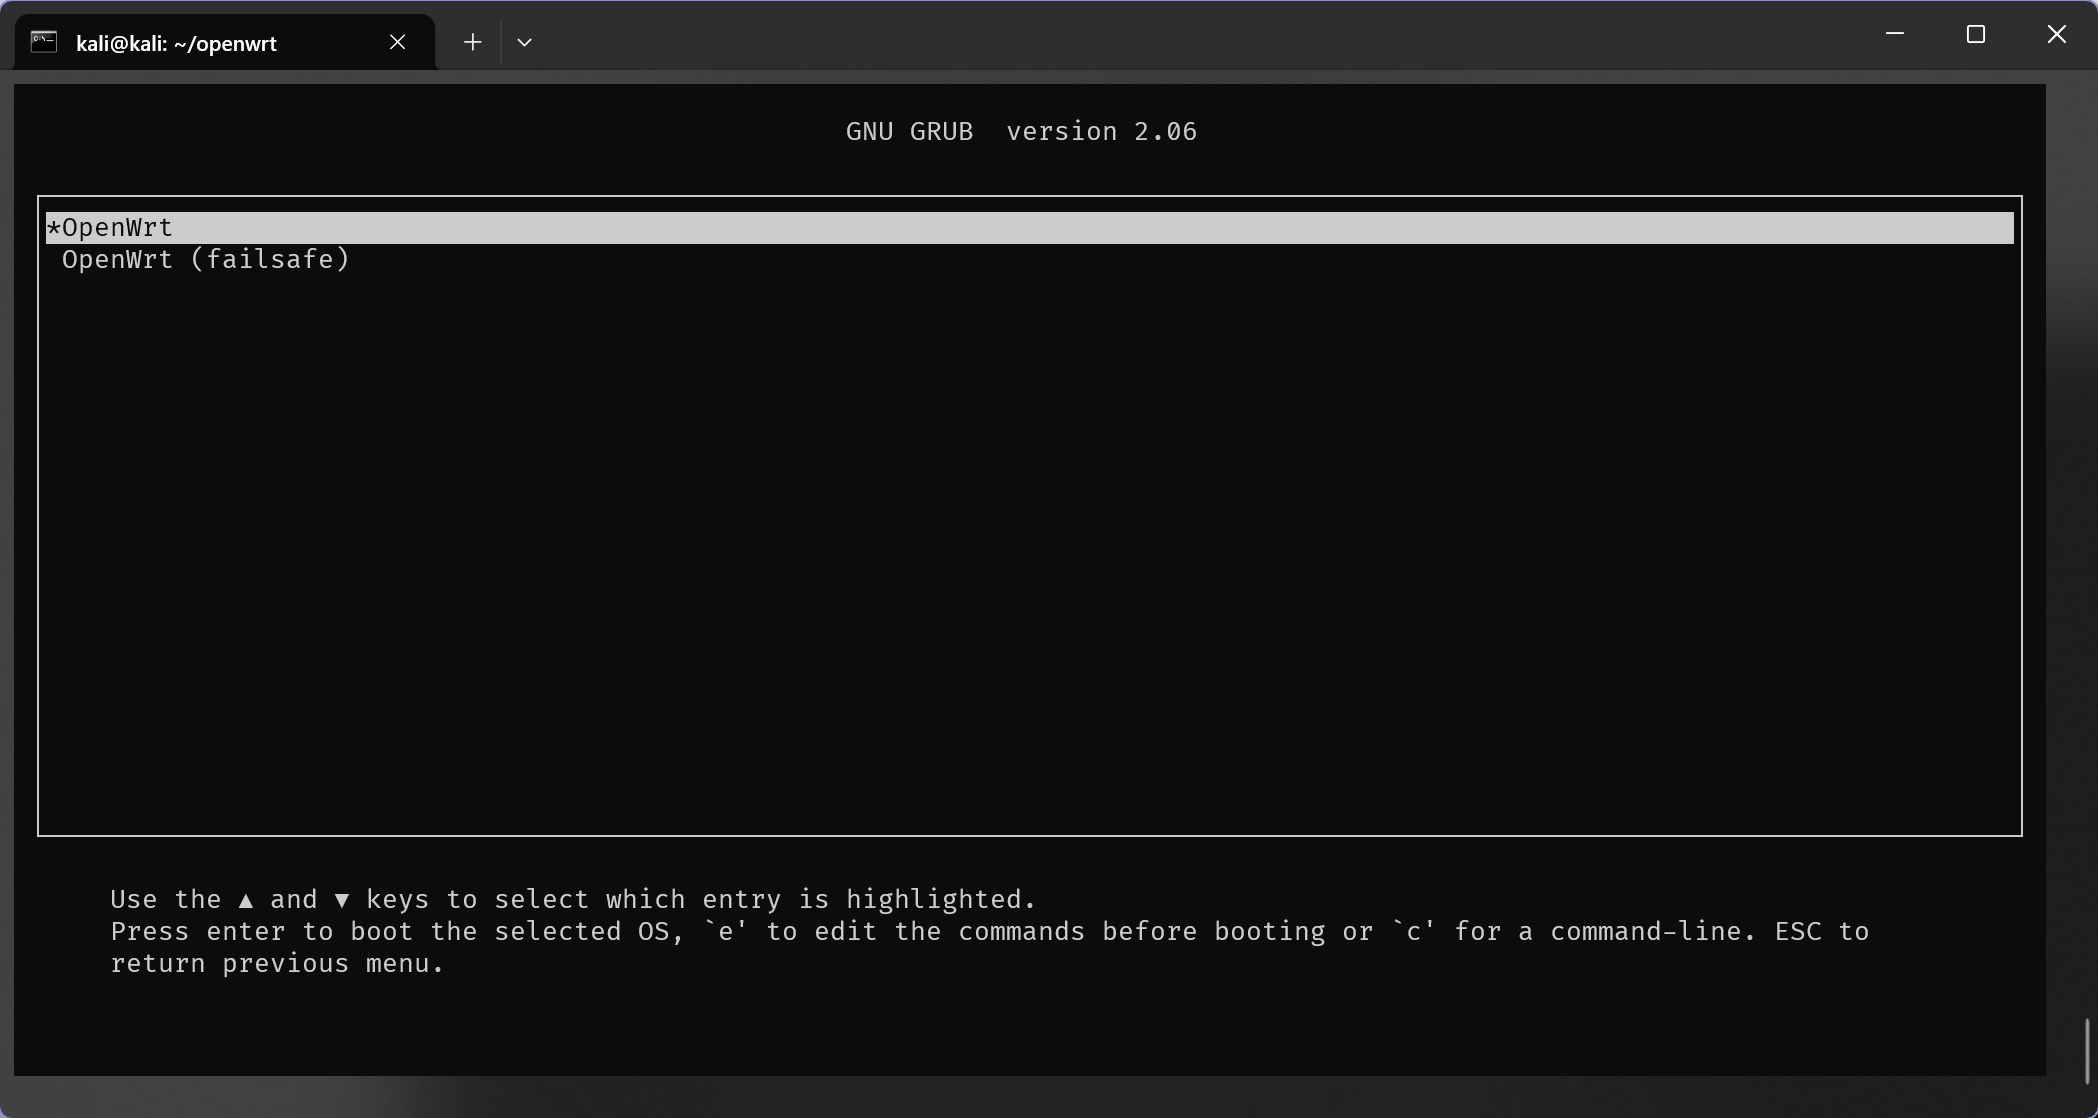 kali@kali: ~/openwrt
GNU GRUB  version 2.06
*OpenWrt
OpenWrt (failsafe)
Use the ▲ and ▼ keys to select which entry is highlighted.
Press enter to boot the selected OS, `e' to edit the commands before booting or `c' for a command-line. ESC to
return previous menu.